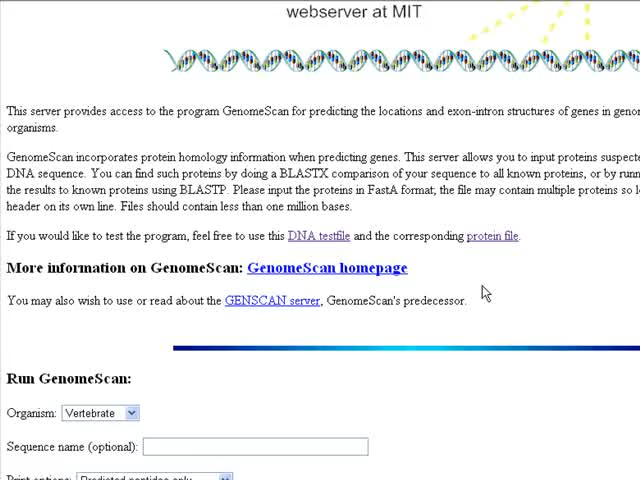 webserver at MIT
This server provides access to the program GenomeScan for predicting the locations and exon-intron structures of genes in
organisms.
GenomeScan incorporates protein homology information when predicting genes. This server allows you to input proteins
DNA sequence. You can find such proteins by doing a BLASTX comparison of your sequence to all known proteins, or by
the results to known proteins using BLASTP. Please input the proteins in FastA format; the file may contain multiple proteins so
header on its own line. Files should contain less than one million bases.
If you would like to test the program, feel free to use this DNA testfile and the corresponding protein file.
More information on GenomeScan: GenomeScan homepage
You may also wish to use or read about the GENSCAN server, GenomeScan's predecessor.
Run GenomeScan:
Organism: Vertebrate
Sequence name (optional):
Print options: Predicted peptides only